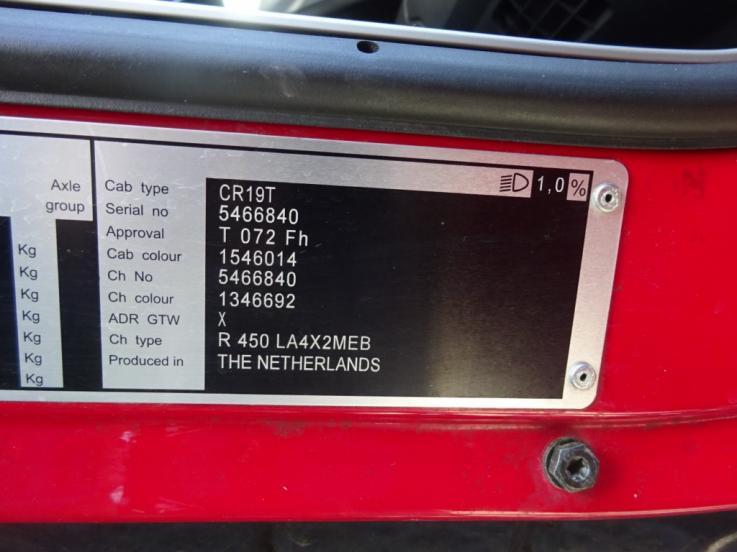 1,0 %
Axle group
Kg
Kg
Kg
Kg
Kg
Kg
Kg
Cab type CR19T
Serial no 5466840
Approval T 072 Fh
Cab colour 1546014
Ch No 5466840
Ch colour 1346692
ADR GTW X
Ch type R 450 LA4X2MEB
Produced in THE NETHERLANDS